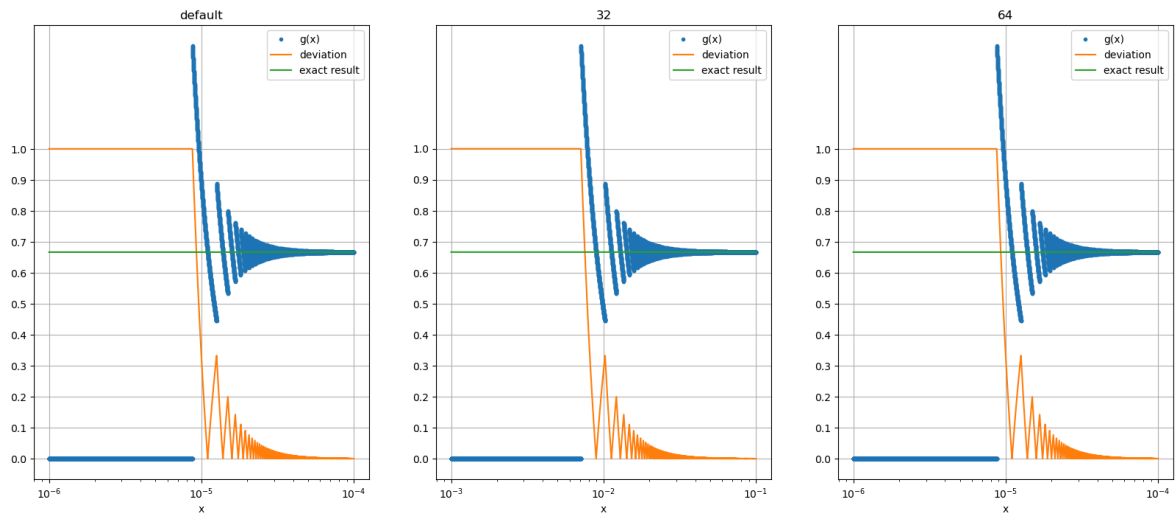 default
g(x)
deviation
exact result
1.0
0.9
0.8
0.7
0.6
0.5
0.4
0.3
0.2
0.1
0.0
10⁻⁶ 10⁻⁵ 10⁻⁴
x
32
g(x)
deviation
exact result
1.0
0.9
0.8
0.7
0.6
0.5
0.4
0.3
0.2
0.1
0.0
10⁻³ 10⁻² 10⁻¹
x
64
g(x)
deviation
exact result
1.0
0.9
0.8
0.7
0.6
0.5
0.4
0.3
0.2
0.1
0.0
10⁻⁶ 10⁻⁵ 10⁻⁴
x